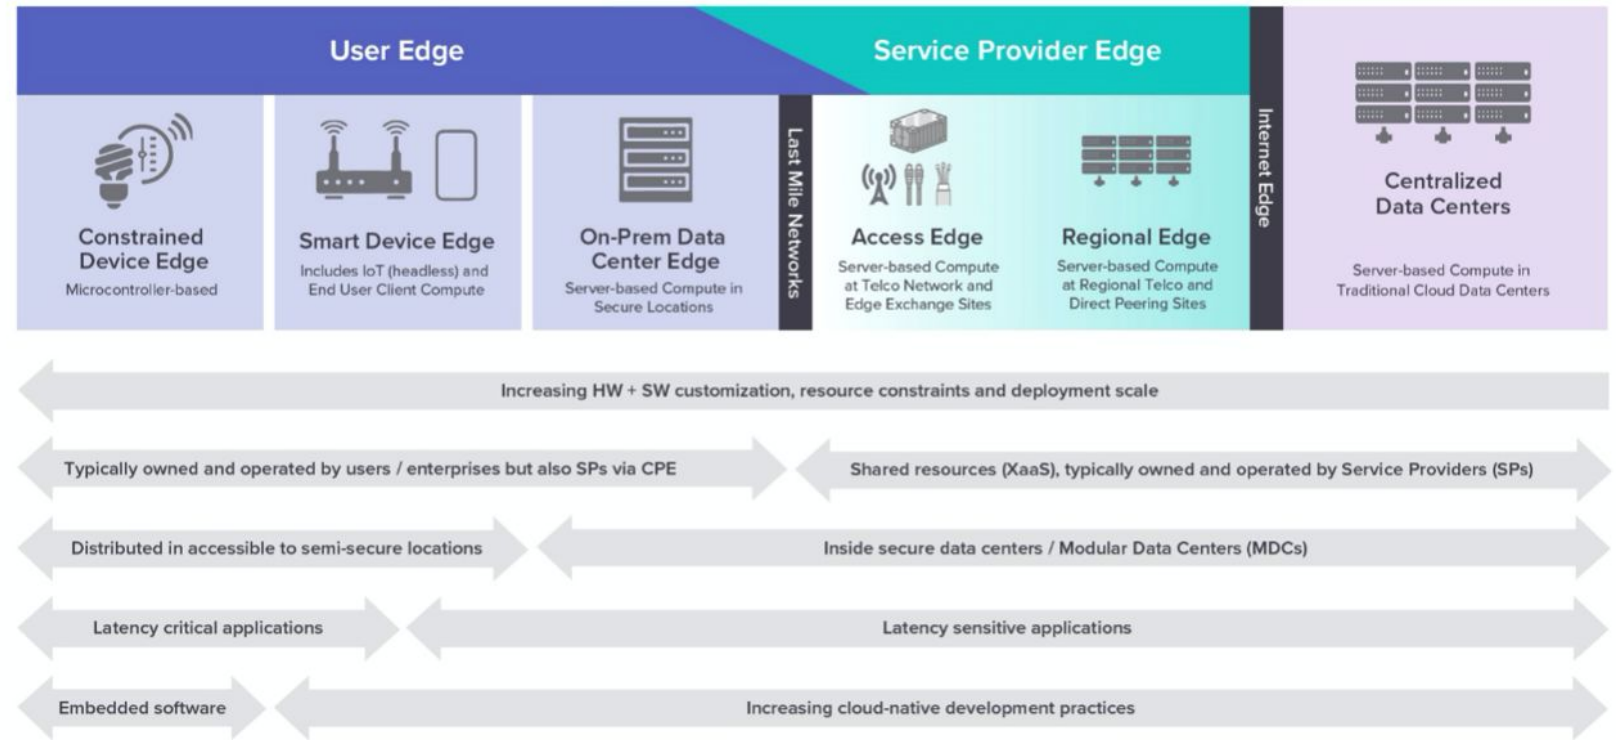 User Edge
Service Provider Edge
Constrained
Device Edge
Microcontroller-based
Smart Device Edge
Includes IoT (headless) and
End User Client Compute
On-Prem Data
Center Edge
Server-based Compute in
Secure Locations
Last Mile Networks
Access Edge
Server-based Compute
at Telco Network and
Edge Exchange Sites
Regional Edge
Server-based Compute
at Regional Telco and
Direct Peering Sites
Internet Edge
Centralized
Data Centers
Server-based Compute in
Traditional Cloud Data Centers
Increasing HW + SW customization, resource constraints and deployment scale
Typically owned and operated by users / enterprises but also SPs via CPE
Shared resources (XaaS), typically owned and operated by Service Providers (SPs)
Distributed in accessible to semi-secure locations
Inside secure data centers / Modular Data Centers (MDCs)
Latency critical applications
Latency sensitive applications
Embedded software
Increasing cloud-native development practices